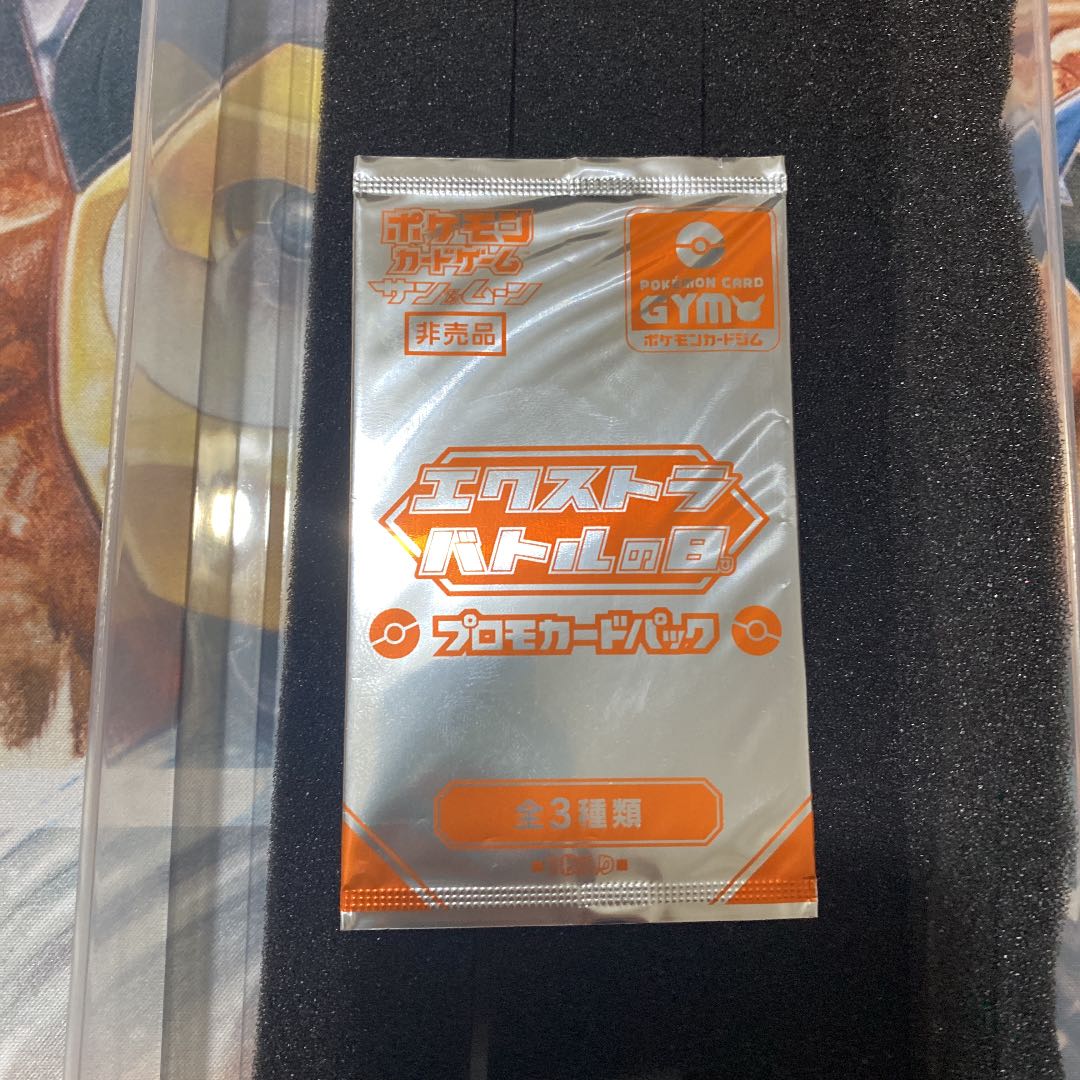 ポケモン
カードゲーム
サン&ムーン
非売品
POKÉMON CARD
GYM
ポケモンカードジム
エクストラ
バトルの日
プロモカードパック
全3種類